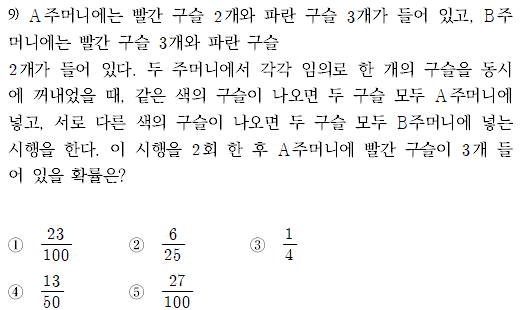 9) A주머니에는 빨간 구슬 2개와 파란 구슬 3개가 들어 있고, B주
머니에는 빨간 구슬 3개와 파란 구슬
2개가 들어 있다. 두 주머니에서 각각 임의로 한 개의 구슬을 동시
에 꺼내었을 때, 같은 색의 구슬이 나오면 두 구슬 모두 A주머니에
넣고, 서로 다른 색의 구슬이 나오면 두 구슬 모두 B주머니에 넣는
시행을 한다. 이 시행을 2회 한 후 A주머니에 빨간 구슬이 3개 들
어 있을 확률은?
① 23/100 ② 6/25 ③ 1/4
④ 13/50 ⑤ 27/100